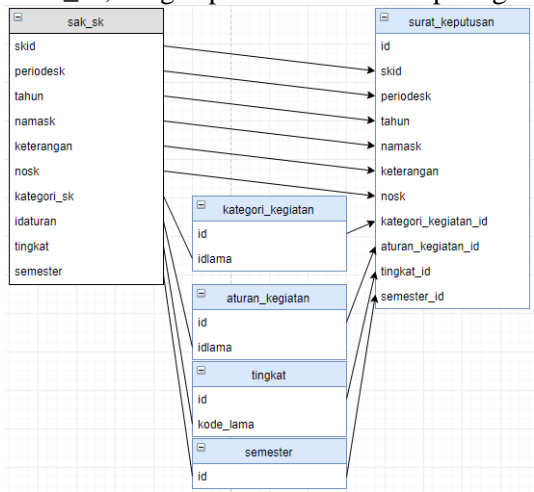 sak_sk
skid
periodesk
tahun
namask
keterangan
nosk
kategori_sk
idaturan
tingkat
semester
kategori_kegiatan
id
idlama
aturan_kegiatan
id
idlama
tingkat
id
kode_lama
semester
id
surat_keputusan
id
skid
periodesk
tahun
namask
keterangan
nosk
kategori_kegiatan_id
aturan_kegiatan_id
tingkat_id
semester_id